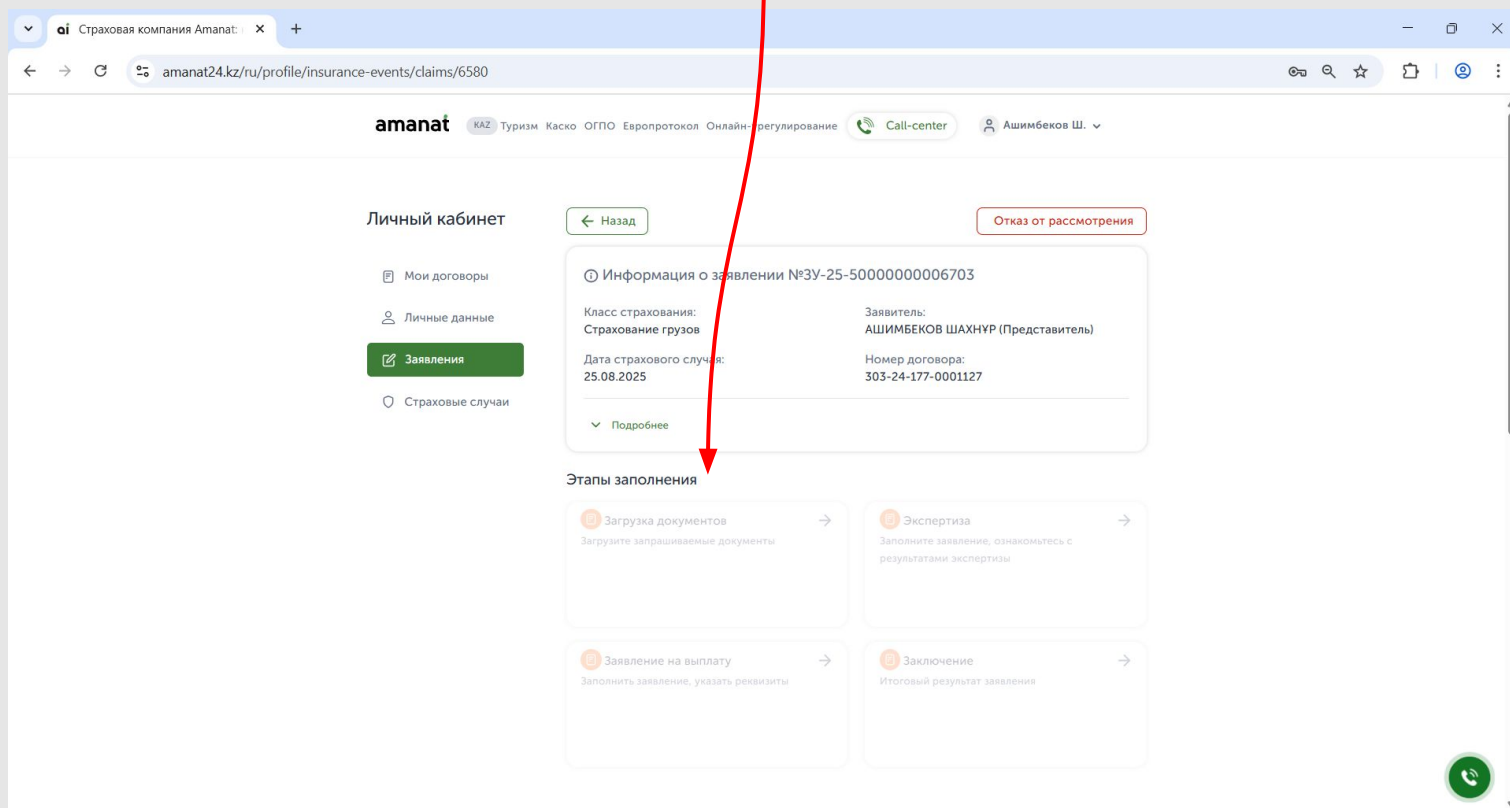 ai Страховая компания Amanat:
amanat24.kz/ru/profile/insurance-events/claims/6580
amanat KAZ Туризм Каско ОГПО Европротокол Онлайн-урегулирование Call-center Ашимбеков Ш.
Личный кабинет
Назад
Отказ от рассмотрения
Мои договоры
Личные данные
Заявления
Страховые случаи
Информация о заявлении №ЗУ-25-50000000006703
Класс страхования:
Страхование грузов
Заявитель:
АШИМБЕКОВ ШАХНҰР (Представитель)
Дата страхового случая:
25.08.2025
Номер договора:
303-24-177-0001127
Подробнее
Этапы заполнения
Загрузка документов
Загрузите запрашиваемые документы
Экспертиза
Заполните заявление, ознакомьтесь с
результатами экспертизы
Заявление на выплату
Заполнить заявление, указать реквизиты
Заключение
Итоговый результат заявления